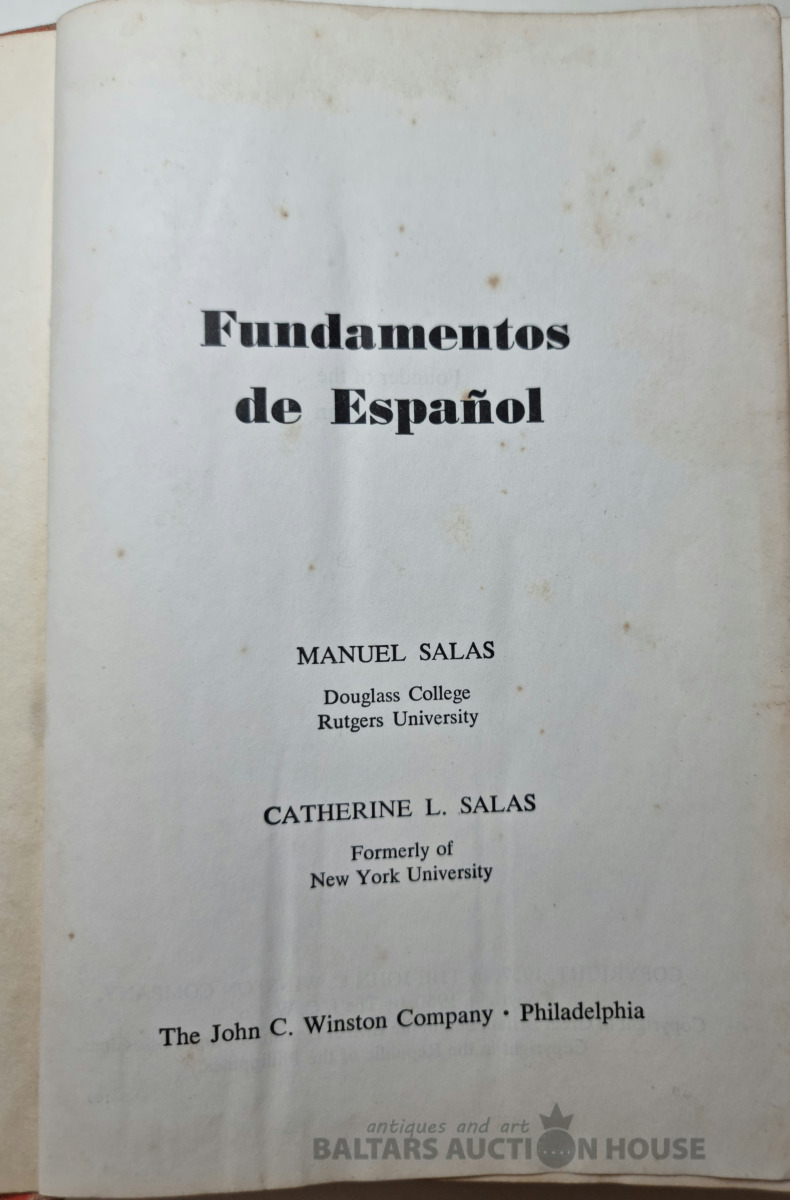 Fundamentos
de Español
MANUEL SALAS
Douglass College
Rutgers University
CATHERINE L. SALAS
Formerly of
New York University
The John C. Winston Company · Philadelphia
antiques and art
BALTARS AUCTION HOUSE